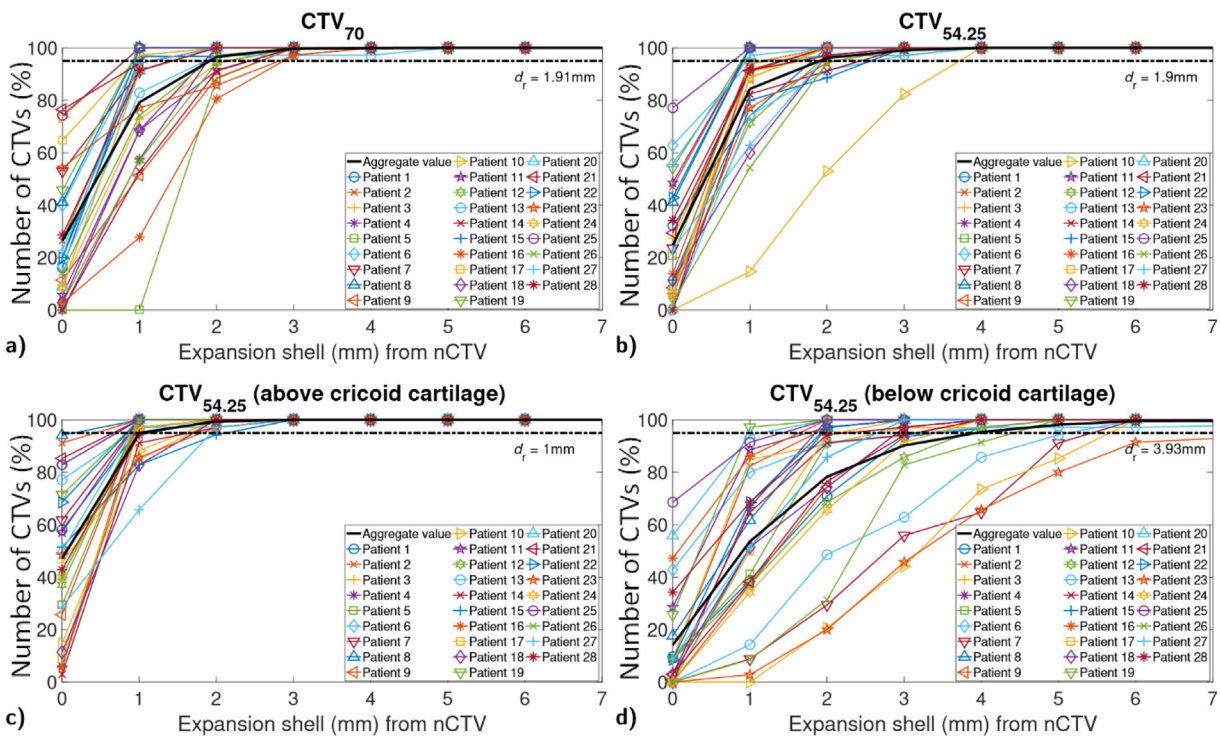 CTV70
Number of CTVs (%)
100
80
60
40
20
0
dr = 1.91mm
Aggregate value
Patient 1
Patient 2
Patient 3
Patient 4
Patient 5
Patient 6
Patient 7
Patient 8
Patient 9
Patient 10
Patient 11
Patient 12
Patient 13
Patient 14
Patient 15
Patient 16
Patient 17
Patient 18
Patient 19
Patient 20
Patient 21
Patient 22
Patient 23
Patient 24
Patient 25
Patient 26
Patient 27
Patient 28
0 1 2 3 4 5 6 7
Expansion shell (mm) from nCTV
a)
CTV54.25
Number of CTVs (%)
100
80
60
40
20
0
dr = 1.9mm
Aggregate value
Patient 1
Patient 2
Patient 3
Patient 4
Patient 5
Patient 6
Patient 7
Patient 8
Patient 9
Patient 10
Patient 11
Patient 12
Patient 13
Patient 14
Patient 15
Patient 16
Patient 17
Patient 18
Patient 19
Patient 20
Patient 21
Patient 22
Patient 23
Patient 24
Patient 25
Patient 26
Patient 27
Patient 28
0 1 2 3 4 5 6 7
Expansion shell (mm) from nCTV
b)
CTV54.25 (above cricoid cartilage)
Number of CTVs (%)
100
80
60
40
20
0
dr = 1mm
Aggregate value
Patient 1
Patient 2
Patient 3
Patient 4
Patient 5
Patient 6
Patient 7
Patient 8
Patient 9
Patient 10
Patient 11
Patient 12
Patient 13
Patient 14
Patient 15
Patient 16
Patient 17
Patient 18
Patient 19
Patient 20
Patient 21
Patient 22
Patient 23
Patient 24
Patient 25
Patient 26
Patient 27
Patient 28
0 1 2 3 4 5 6 7
Expansion shell (mm) from nCTV
c)
CTV54.25 (below cricoid cartilage)
Number of CTVs (%)
100
80
60
40
20
0
dr = 3.93mm
Aggregate value
Patient 1
Patient 2
Patient 3
Patient 4
Patient 5
Patient 6
Patient 7
Patient 8
Patient 9
Patient 10
Patient 11
Patient 12
Patient 13
Patient 14
Patient 15
Patient 16
Patient 17
Patient 18
Patient 19
Patient 20
Patient 21
Patient 22
Patient 23
Patient 24
Patient 25
Patient 26
Patient 27
Patient 28
0 1 2 3 4 5 6 7
Expansion shell (mm) from nCTV
d)